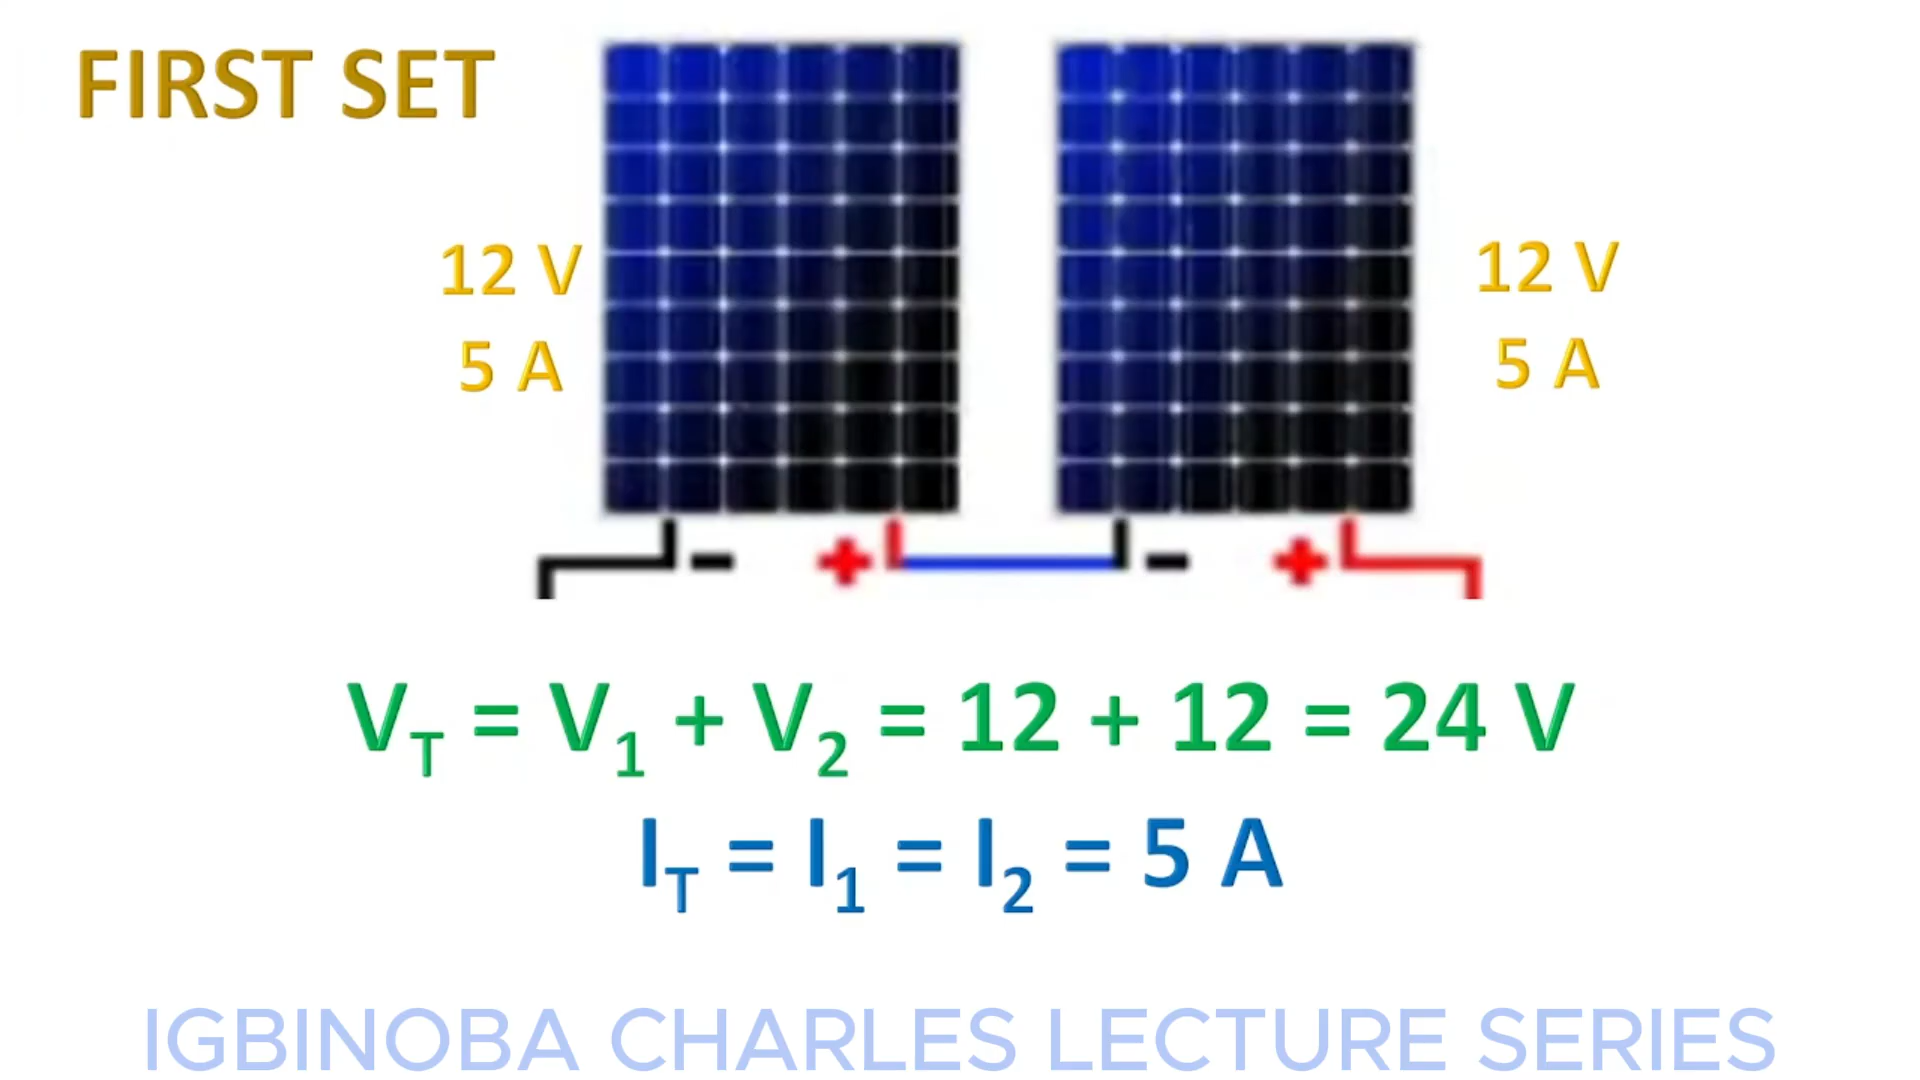 FIRST SET
12 V
5 A
12 V
5 A
- + - +
V_T = V_1 + V_2 = 12 + 12 = 24 V
I_T = I_1 = I_2 = 5 A
IGBINOBA CHARLES LECTURE SERIES